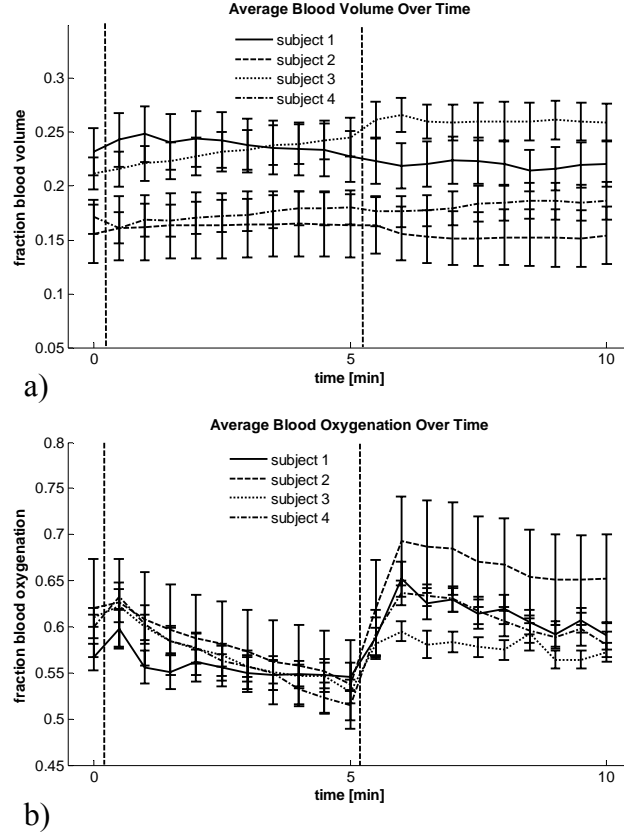 Average Blood Volume Over Time
subject 1
subject 2
subject 3
subject 4
0.3
0.25
0.2
0.15
0.1
0.05
fraction blood volume
0
5
10
time [min]
a)
Average Blood Oxygenation Over Time
subject 1
subject 2
subject 3
subject 4
0.8
0.75
0.7
0.65
0.6
0.55
0.5
0.45
fraction blood oxygenation
0
5
10
time [min]
b)